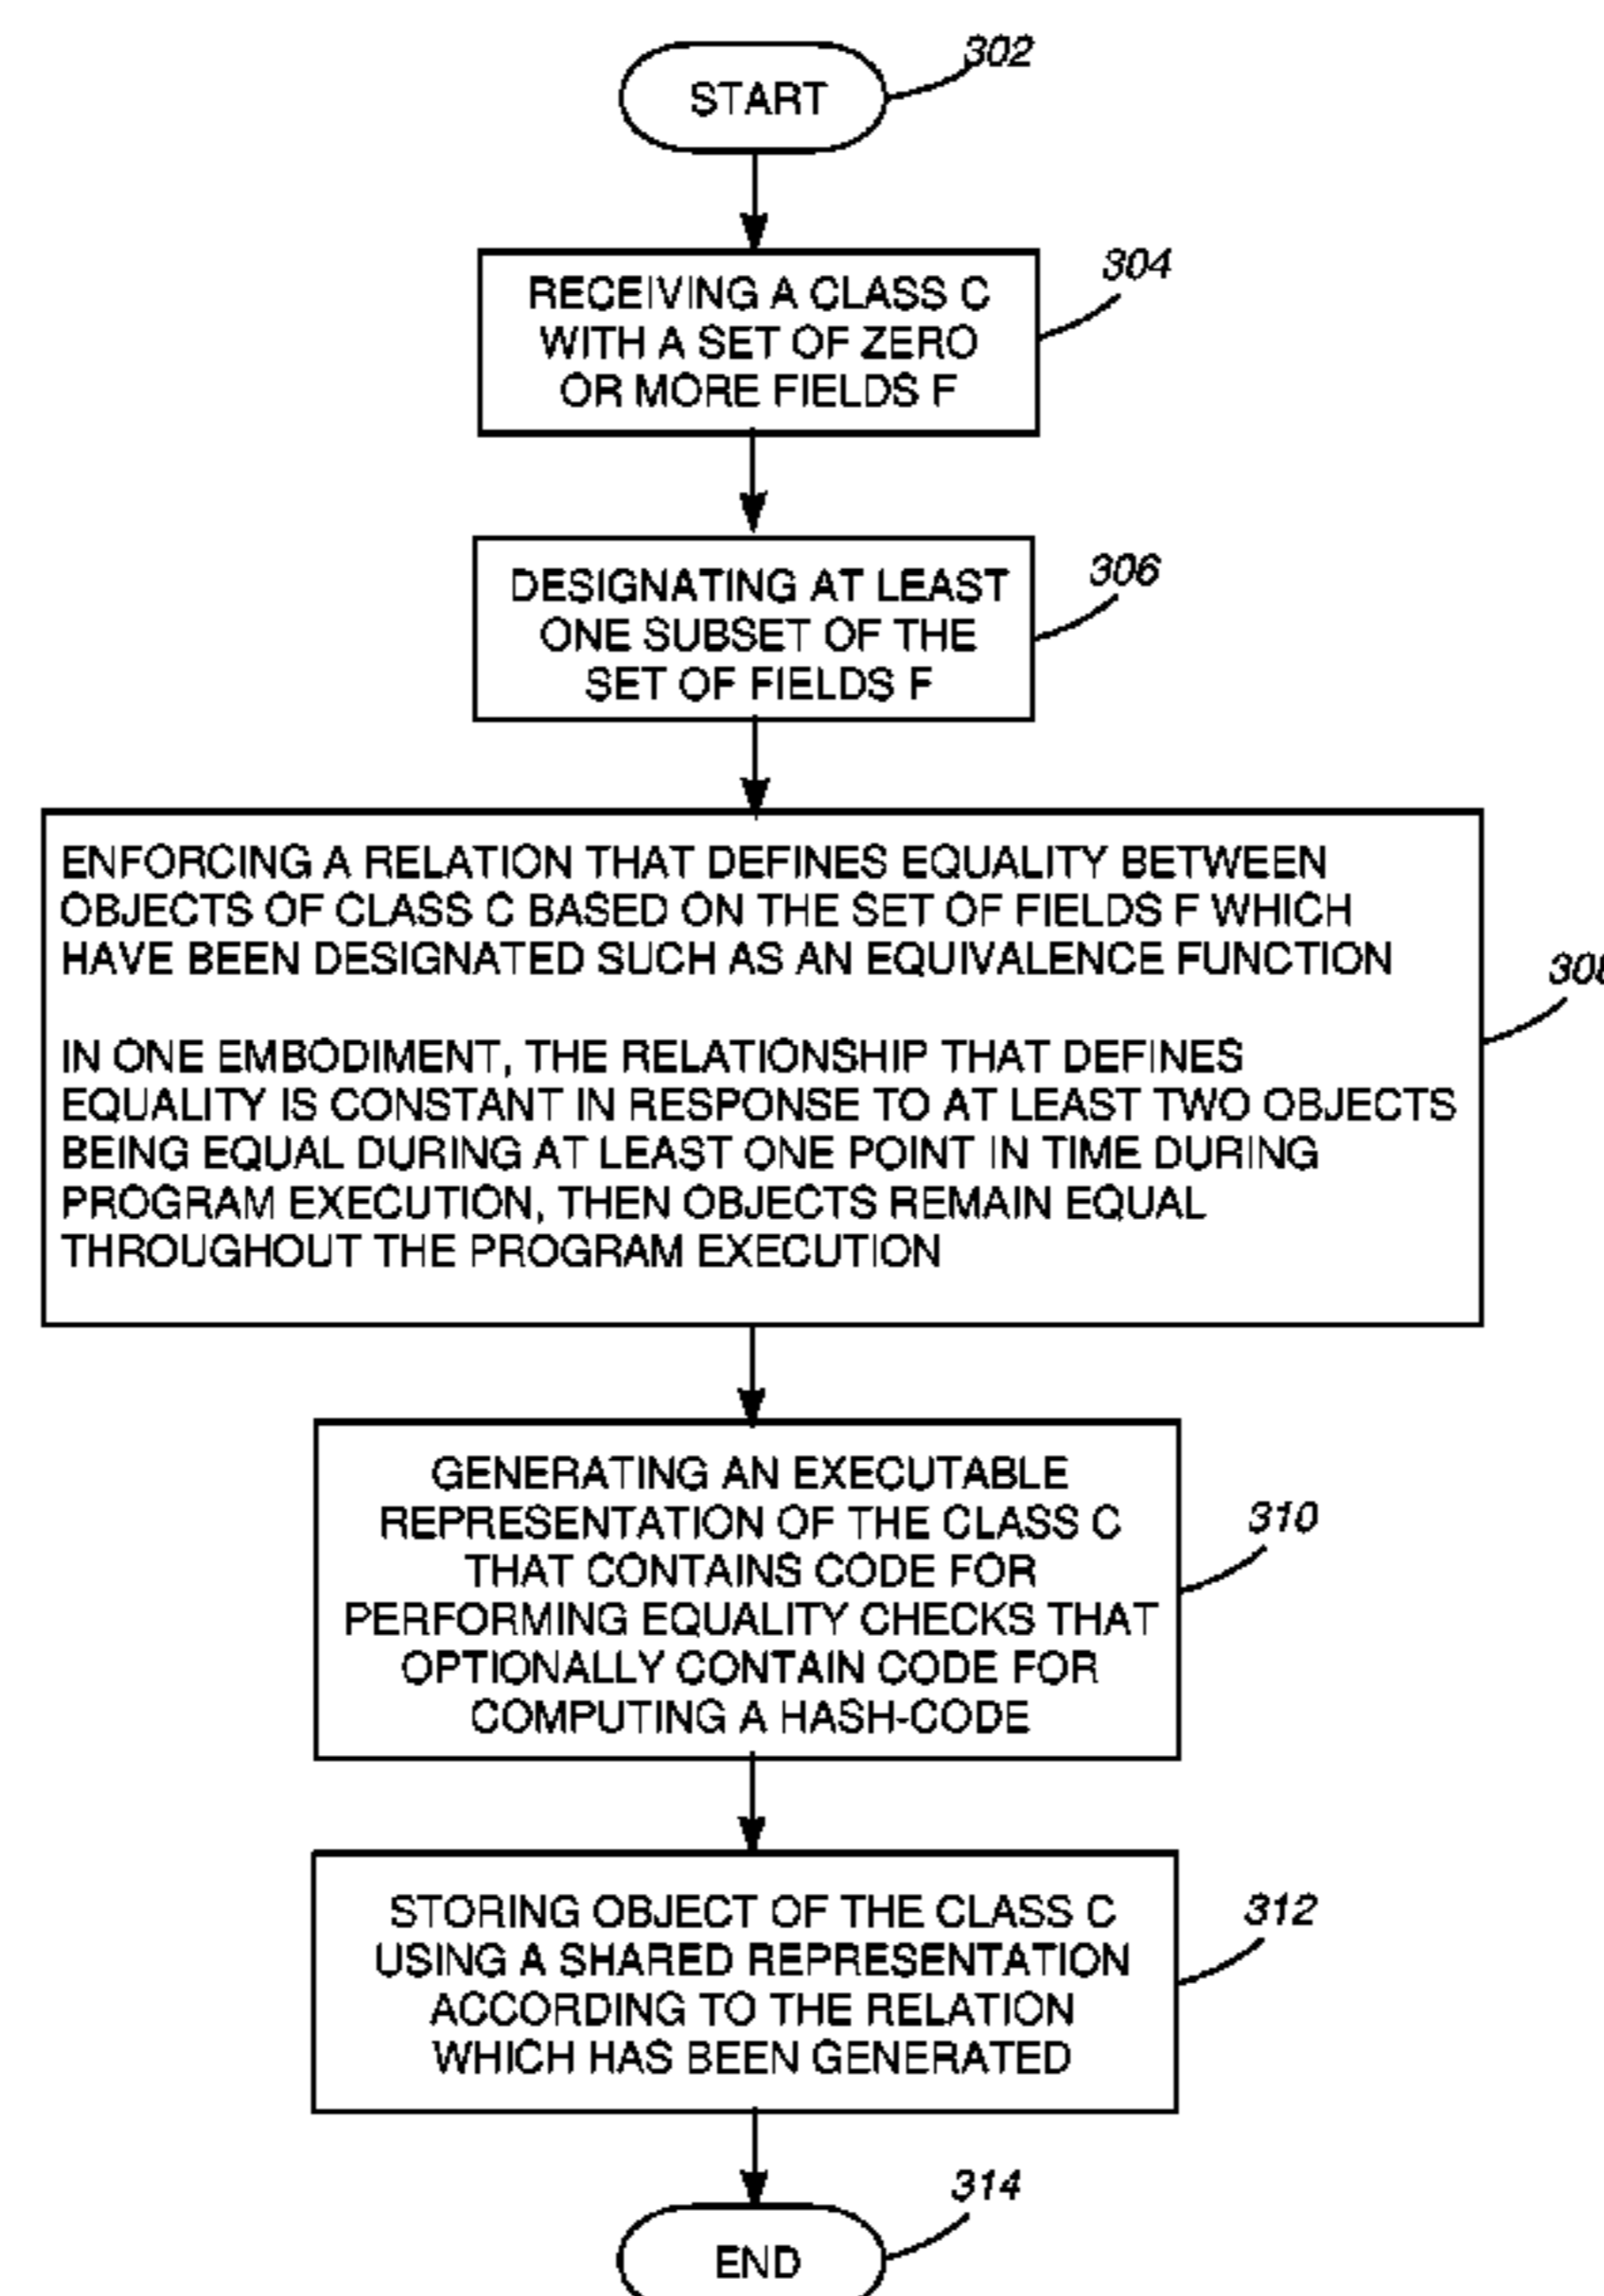 302
START
304
RECEIVING A CLASS C
WITH A SET OF ZERO
OR MORE FIELDS F
306
DESIGNATING AT LEAST
ONE SUBSET OF THE
SET OF FIELDS F
ENFORCING A RELATION THAT DEFINES EQUALITY BETWEEN
OBJECTS OF CLASS C BASED ON THE SET OF FIELDS F WHICH
HAVE BEEN DESIGNATED SUCH AS AN EQUIVALENCE FUNCTION
308
IN ONE EMBODIMENT, THE RELATIONSHIP THAT DEFINES
EQUALITY IS CONSTANT IN RESPONSE TO AT LEAST TWO OBJECTS
BEING EQUAL DURING AT LEAST ONE POINT IN TIME DURING
PROGRAM EXECUTION, THEN OBJECTS REMAIN EQUAL
THROUGHOUT THE PROGRAM EXECUTION
GENERATING AN EXECUTABLE
REPRESENTATION OF THE CLASS C
THAT CONTAINS CODE FOR
PERFORMING EQUALITY CHECKS THAT
OPTIONALLY CONTAIN CODE FOR
COMPUTING A HASH-CODE
310
STORING OBJECT OF THE CLASS C
USING A SHARED REPRESENTATION
ACCORDING TO THE RELATION
WHICH HAS BEEN GENERATED
312
314
END